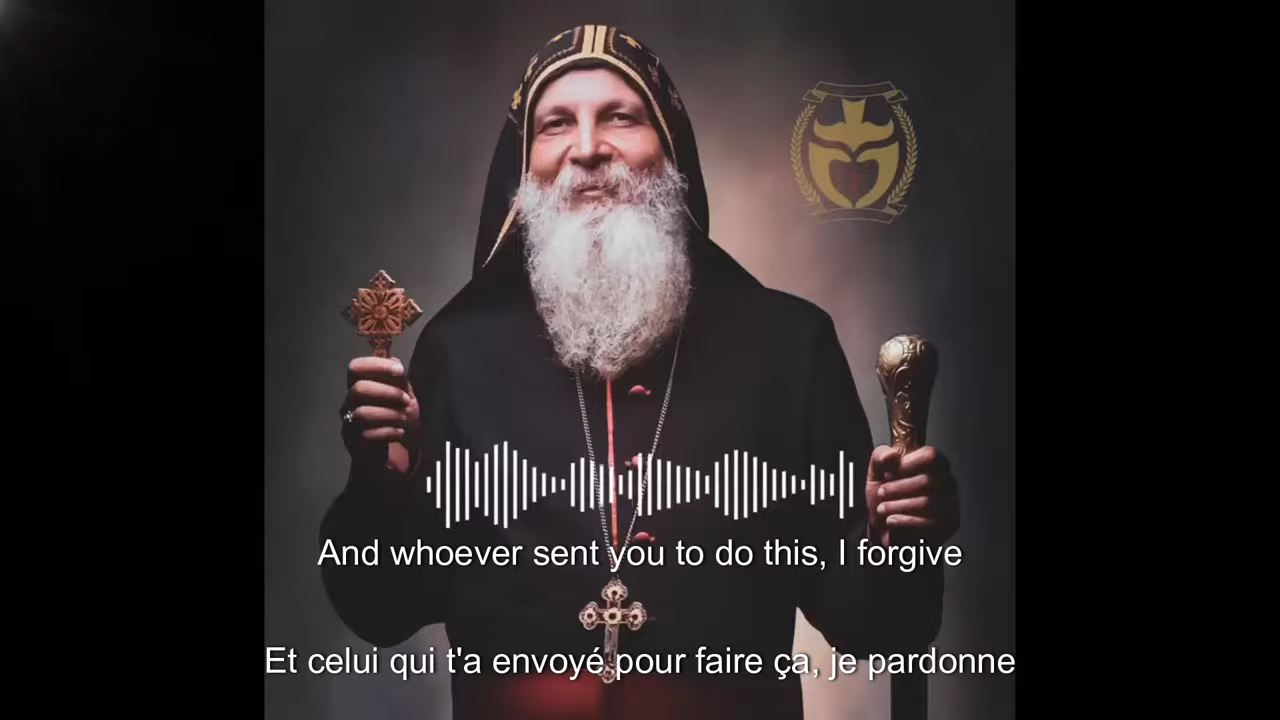 And whoever sent you to do this, I forgive
Et celui qui t'a envoyé pour faire ça, je pardonne